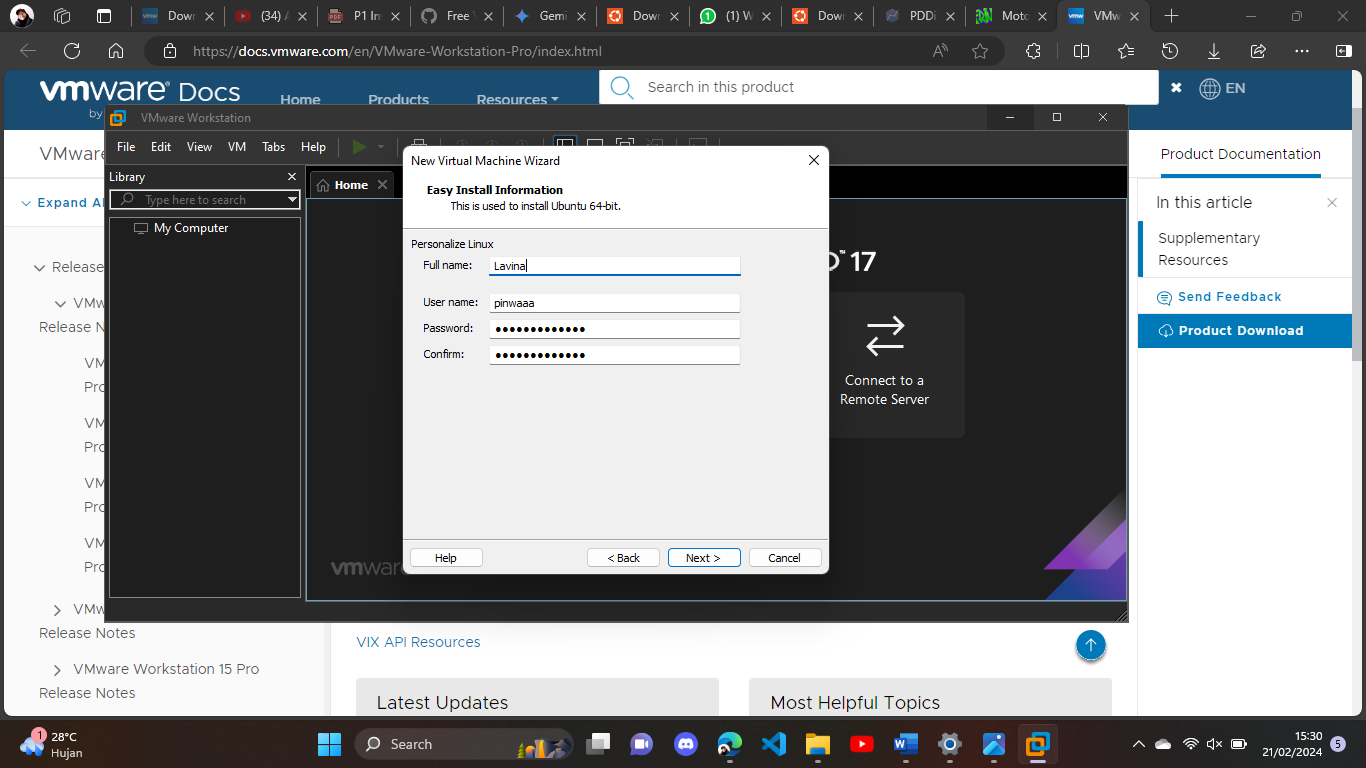 Down
(34) A
P1 In
Free
Gemi
Down
(1) W
Down
PDDi
Moto
VMw
https://docs.vmware.com/en/VMware-Workstation-Pro/index.html
vmware Docs
by
Home
Products
Resources
Search in this product
EN
VMware Workstation
File Edit View VM Tabs Help
Library
Type here to search
My Computer
Home
17
Connect to a
Remote Server
vmware
New Virtual Machine Wizard
Easy Install Information
This is used to install Ubuntu 64-bit.
Personalize Linux
Full name: Lavina
User name: pinwaaa
Password: •••••••••••••
Confirm: •••••••••••••
Help < Back Next > Cancel
VMware
Expand A
Release
VMw
Release N
VM
Pro
VM
Pro
VM
Pro
VM
Pro
VMw
Release Notes
VMware Workstation 15 Pro
Release Notes
VIX API Resources
Latest Updates
Most Helpful Topics
Product Documentation
In this article
Supplementary
Resources
Send Feedback
Product Download
1
28°C
Hujan
Search
15:30
21/02/2024
5